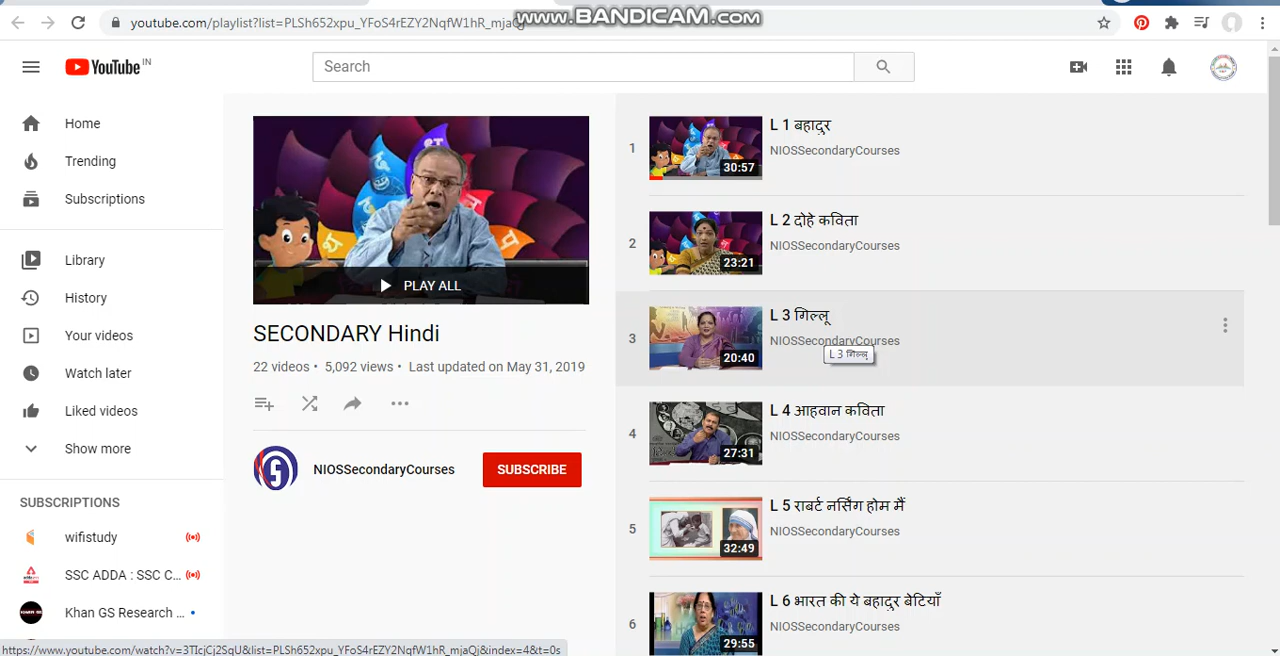 www.BANDICAM.com
youtube.com/playlist?list=PLSh652xpu_YFoS4rEZY2NqfW1hR_mjaQj
YouTube IN
Search
Home
Trending
Subscriptions
Library
History
Your videos
Watch later
Liked videos
Show more
SUBSCRIPTIONS
wifistudy
SSC ADDA : SSC C...
Khan GS Research ...
PLAY ALL
SECONDARY Hindi
22 videos • 5,092 views • Last updated on May 31, 2019
NIOSSecondaryCourses
SUBSCRIBE
1
30:57
L 1 बहादुर
NIOSSecondaryCourses
2
23:21
L 2 दोहे कविता
NIOSSecondaryCourses
3
20:40
L 3 गिल्लू
NIOSSecondaryCourses
L 3 गिल्लू
4
27:31
L 4 आहवान कविता
NIOSSecondaryCourses
5
32:49
L 5 राबर्ट नर्सिंग होम मैं
NIOSSecondaryCourses
6
29:55
L 6 भारत की ये बहादुर बेटियाँ
NIOSSecondaryCourses
https://www.youtube.com/watch?v=3TIcjCj2SqU&list=PLSh652xpu_YFoS4rEZY2NqfW1hR_mjaQj&index=4&t=0s